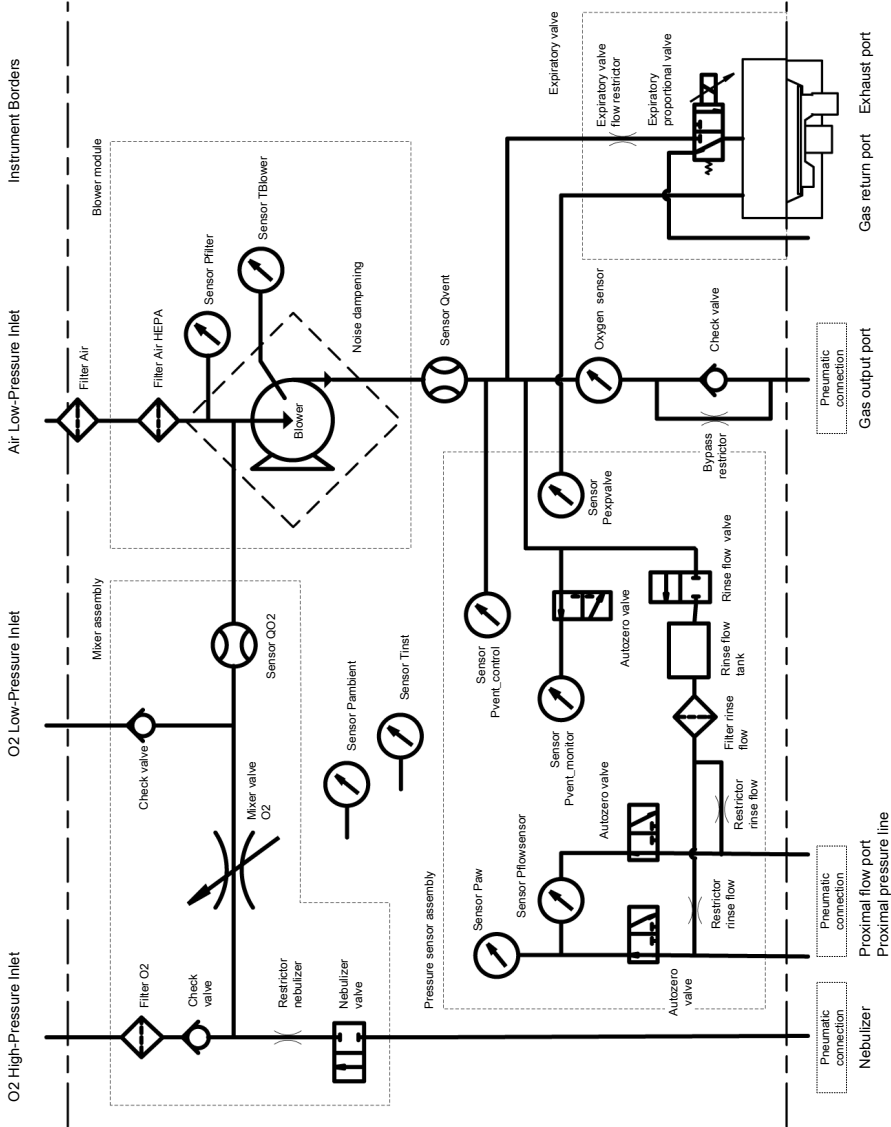 O2 High-Pressure Inlet
O2 Low-Pressure Inlet
Air Low-Pressure Inlet
Instrument Borders
Filter O2
Check
valve
Restrictor
nebulizer
Nebulizer
valve
Check valve
Mixer assembly
Mixer valve
O2
Sensor QO2
Filter Air
Filter Air HEPA
Sensor Pfilter
Blower module
Sensor TBlower
Blower
Noise dampening
Sensor Pambient
Sensor Tinst
Sensor Qvent
Pressure sensor assembly
Sensor Paw
Sensor Pflowsensor
Autozero
valve
Autozero valve
Restrictor
rinse flow
Restrictor
rinse flow
Filter rinse
flow
Rinse flow
tank
Rinse flow valve
Sensor
Pvent_monitor
Autozero valve
Sensor
Pvent_control
Sensor
Pexpvalve
Oxygen sensor
Check valve
Bypass
restrictor
Expiratory valve
Expiratory valve
flow restrictor
Expiratory
proportional valve
Pneumatic
connection
Nebulizer
Pneumatic
connection
Proximal flow port
Proximal pressure line
Pneumatic
connection
Gas output port
Gas return port
Exhaust port